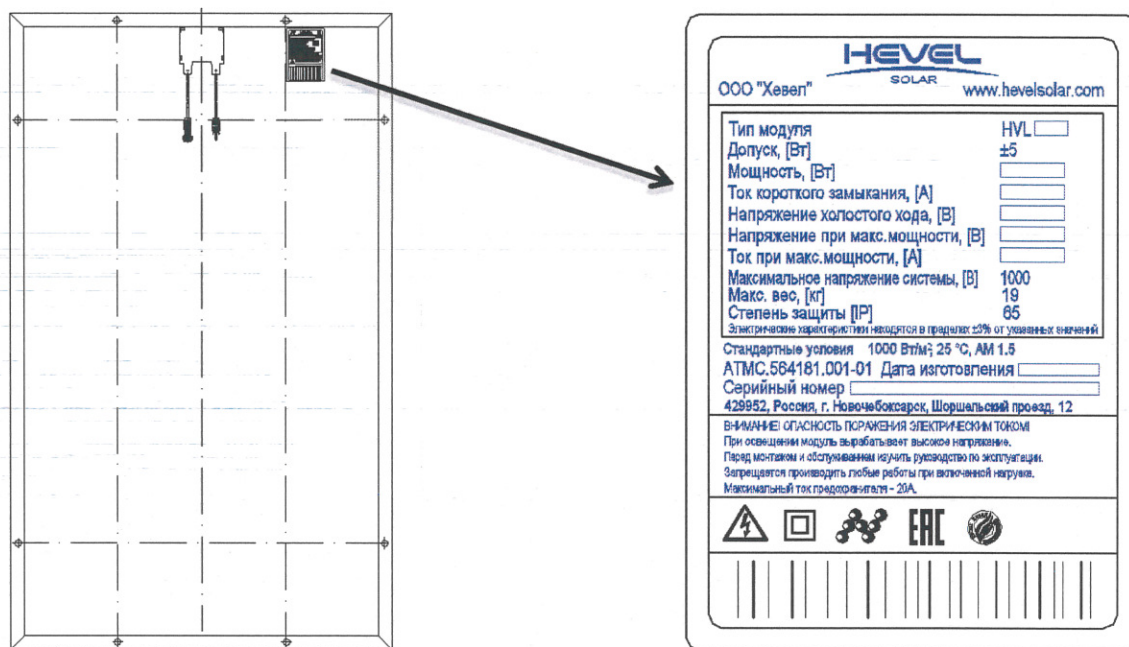 HEVEL
SOLAR
ООО "Хевел" www.hevelsolar.com
Тип модуля HVL
Допуск, [Вт] ±5
Мощность, [Вт]
Ток короткого замыкания, [А]
Напряжение холостого хода, [В]
Напряжение при макс.мощности, [В]
Ток при макс.мощности, [А]
Максимальное напряжение системы, [В] 1000
Макс. вес, [кг] 19
Степень защиты [IP] 65
Электрические характеристики находятся в пределах ±3% от указанных значений
Стандартные условия 1000 Вт/м², 25 °C, AM 1.5
АТМС.564181.001-01 Дата изготовления
Серийный номер
429952, Россия, г. Новочебоксарск, Шоршельский проезд, 12
ВНИМАНИЕ! ОПАСНОСТЬ ПОРАЖЕНИЯ ЭЛЕКТРИЧЕСКИМ ТОКОМ!
При освещении модуль вырабатывает высокое напряжение.
Перед монтажом и обслуживанием изучить руководство по эксплуатации.
Запрещается производить любые работы при включенной нагрузке.
Максимальный ток предохранителя - 20А.
EAC